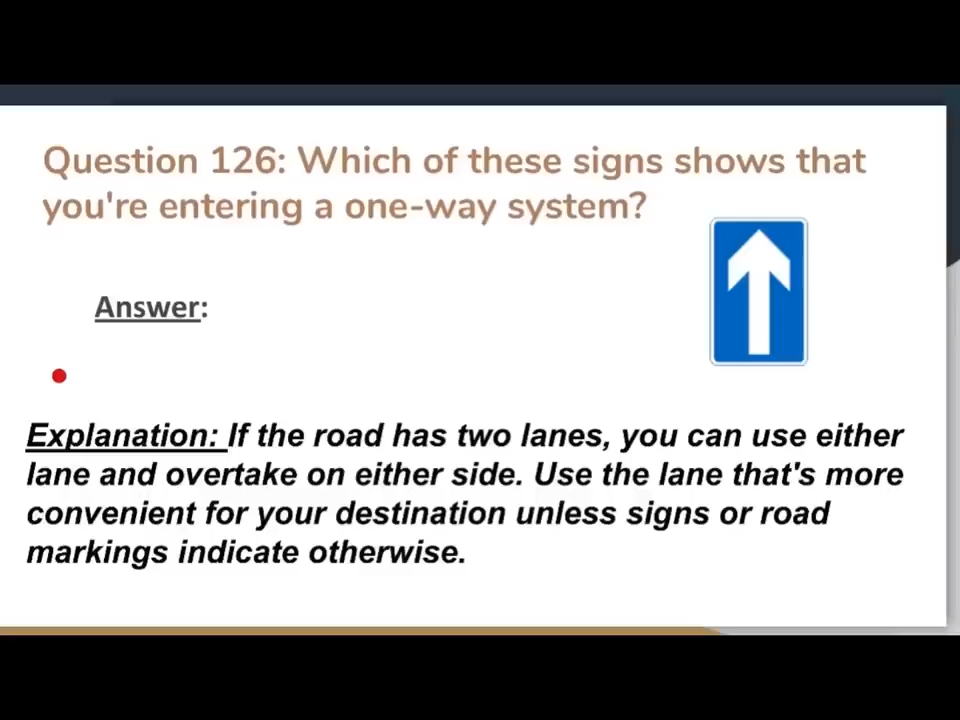 Question 126: Which of these signs shows that
you're entering a one-way system?
Answer:
Explanation: If the road has two lanes, you can use either
lane and overtake on either side. Use the lane that's more
convenient for your destination unless signs or road
markings indicate otherwise.